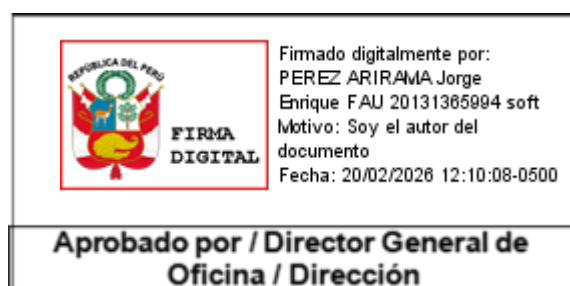 REPÚBLICA DEL PERÚ
FIRMA
DIGITAL
Firmado digitalmente por:
PEREZ ARIRAMA Jorge
Enrique FAU 20131365994 soft
Motivo: Soy el autor del
documento
Fecha: 20/02/2026 12:10:08-0500
Aprobado por / Director General de
Oficina / Dirección